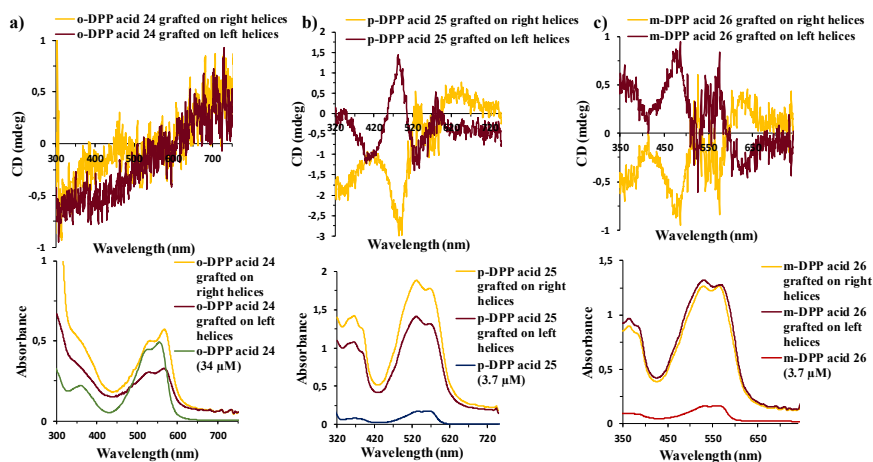 a)
o-DPP acid 24 grafted on right helices
o-DPP acid 24 grafted on left helices
CD (mdeg)
1
0,5
0
-0,5
-1
300 400 500 600 700
Wavelength (nm)
b)
p-DPP acid 25 grafted on right helices
p-DPP acid 25 grafted on left helices
CD (mdeg)
2
1,5
1
0,5
0
-0,5
-1
-1,5
-2
-2,5
-3
320 420 520 620 720
Wavelength (nm)
c)
m-DPP acid 26 grafted on right helices
m-DPP acid 26 grafted on left helices
CD (mdeg)
1
0,5
0
-0,5
-1
350 450 550 650
Wavelength (nm)
Absorbance
1
0,5
0
300 400 500 600 700
Wavelength (nm)
o-DPP acid 24
grafted on
right helices
o-DPP acid 24
grafted on left
helices
o-DPP acid 24
(34 µM)
Absorbance
2
1,5
1
0,5
0
320 420 520 620 720
Wavelength (nm)
p-DPP acid 25
grafted on right
helices
p-DPP acid 25
grafted on left
helices
p-DPP acid 25
(3.7 µM)
Absorbance
1,5
1
0,5
0
350 450 550 650
Wavelength (nm)
m-DPP acid 26
grafted on right
helices
m-DPP acid 26
grafted on left
helices
m-DPP acid 26
(3.7 µM)